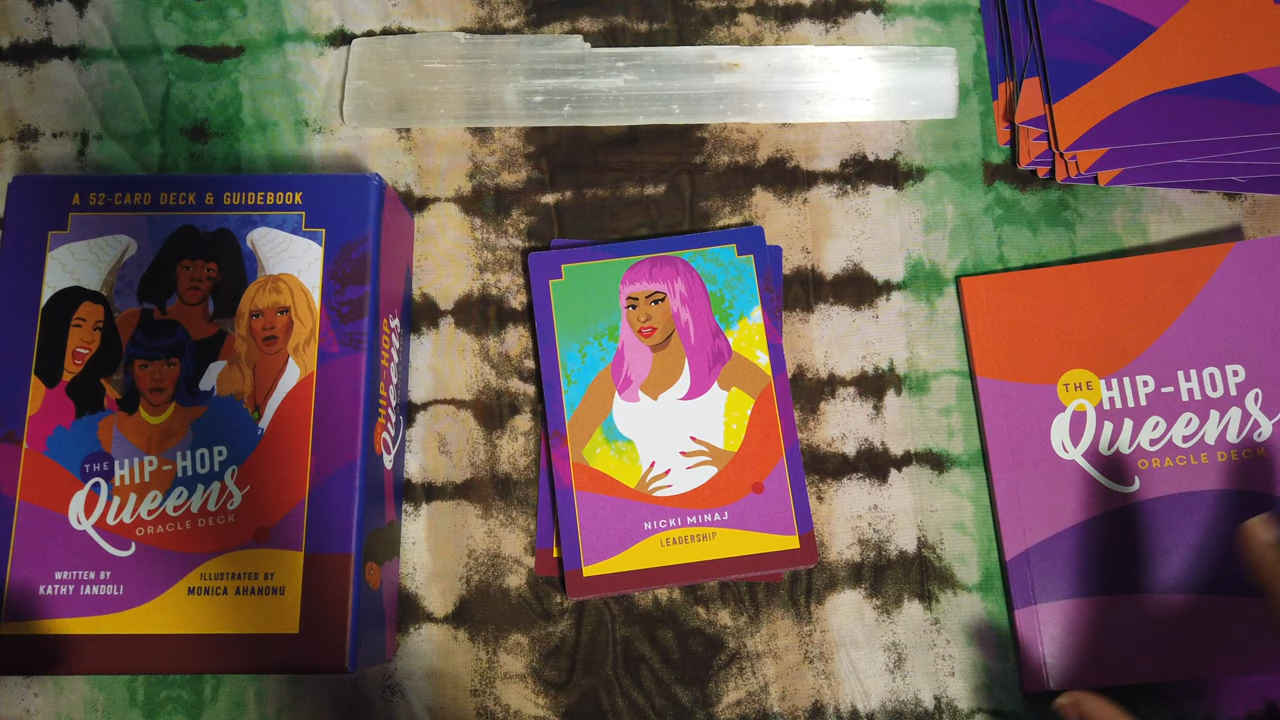 A 52-CARD DECK & GUIDEBOOK
THE HIP-HOP
Queens
ORACLE DECK
WRITTEN BY
KATHY IANDOLI
ILLUSTRATED BY
MONICA AHANONU
THE HIP-HOP
Queens
NICKI MINAJ
LEADERSHIP
THE HIP-HOP
Queens
ORACLE DECK